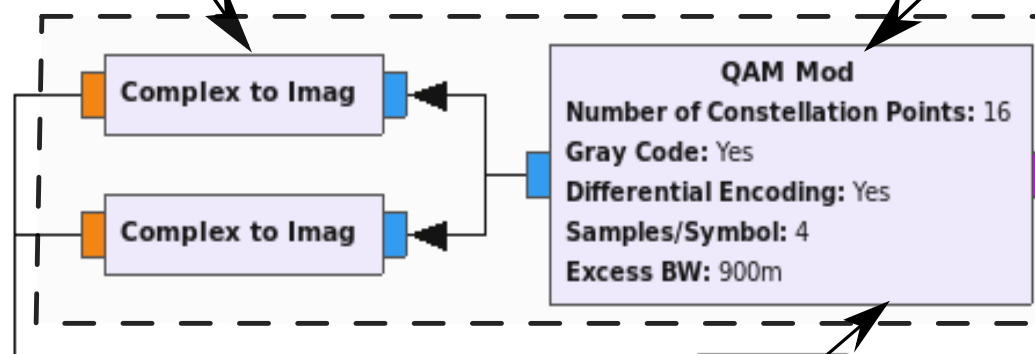 Complex to Imag
Complex to Imag
QAM Mod
Number of Constellation Points: 16
Gray Code: Yes
Differential Encoding: Yes
Samples/Symbol: 4
Excess BW: 900m